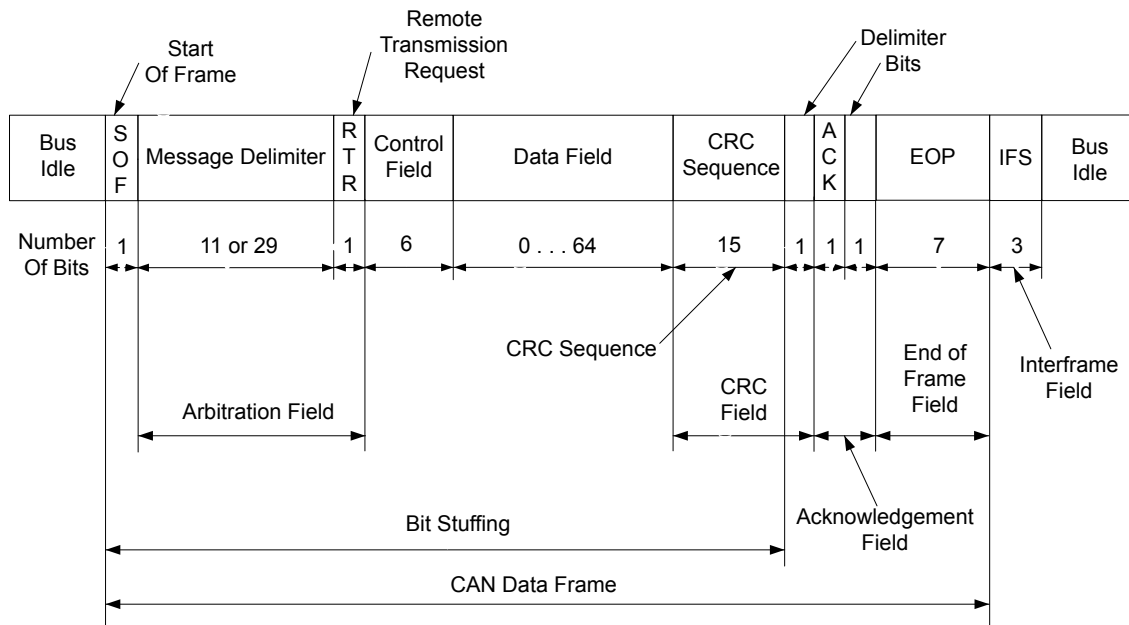 Start
Of Frame
Remote
Transmission
Request
Delimiter
Bits
Bus
Idle
S
O
F
Message Delimiter
R
T
R
Control
Field
Data Field
CRC
Sequence
A
C
K
EOP
IFS
Bus
Idle
Number
Of Bits
1
11 or 29
1
6
0 . . . 64
15
1
1
1
7
3
CRC Sequence
End of
Frame
Field
Interframe
Field
Arbitration Field
CRC
Field
Acknowledgement
Field
Bit Stuffing
CAN Data Frame